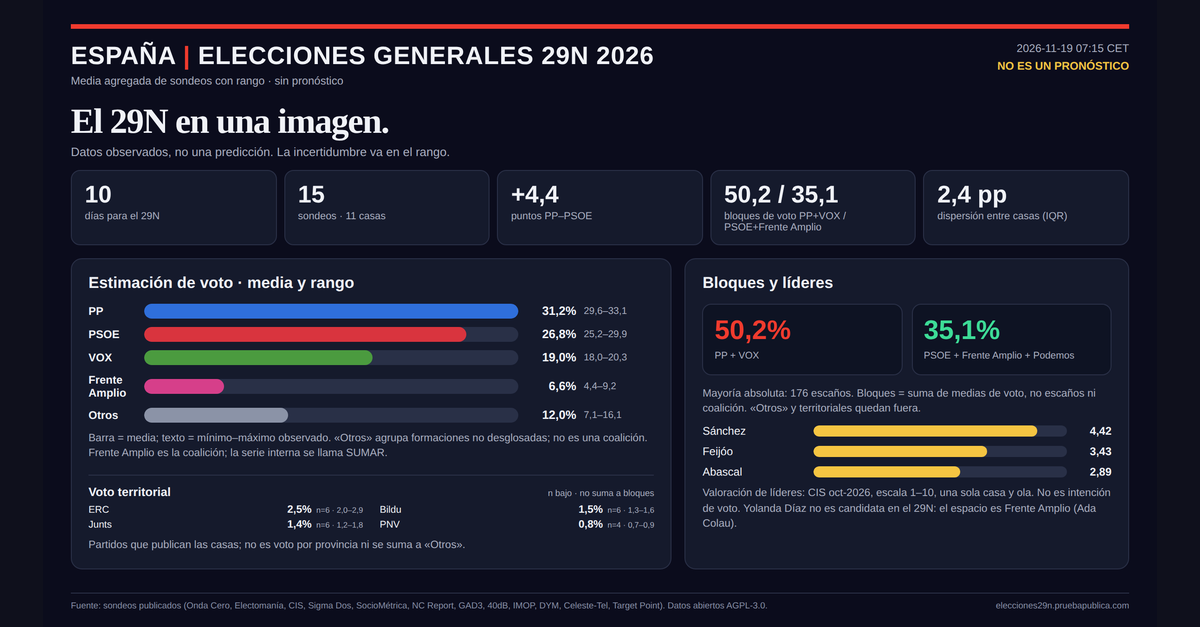 ESPAÑA | ELECCIONES GENERALES 29N 2026
2026-11-19 07:15 CET
NO ES UN PRONÓSTICO
Media agregada de sondeos con rango · sin pronóstico
El 29N en una imagen.
Datos observados, no una predicción. La incertidumbre va en el rango.
10
días para el 29N
15
sondeos · 11 casas
+4,4
puntos PP–PSOE
50,2 / 35,1
bloques de voto PP+VOX /
PSOE+Frente Amplio
2,4 pp
dispersión entre casas (IQR)
Estimación de voto · media y rango
PP 31,2% 29,6–33,1
PSOE 26,8% 25,2–29,9
VOX 19,0% 18,0–20,3
Frente
Amplio 6,6% 4,4–9,2
Otros 12,0% 7,1–16,1
Barra = media; texto = mínimo–máximo observado. «Otros» agrupa formaciones no desglosadas; no es una coalición.
Frente Amplio es la coalición; la serie interna se llama SUMAR.
Voto territorial n bajo · no suma a bloques
ERC 2,5% n=6 · 2,0–2,9 Bildu 1,5% n=6 · 1,3–1,6
Junts 1,4% n=6 · 1,2–1,8 PNV 0,8% n=4 · 0,7–0,9
Partidos que publican las casas; no es voto por provincia ni se suma a «Otros».
Bloques y líderes
50,2%
PP + VOX
35,1%
PSOE + Frente Amplio + Podemos
Mayoría absoluta: 176 escaños. Bloques = suma de medias de voto, no escaños ni
coalición. «Otros» y territoriales quedan fuera.
Sánchez 4,42
Feijóo 3,43
Abascal 2,89
Valoración de líderes: CIS oct-2026, escala 1–10, una sola casa y ola. No es intención
de voto. Yolanda Díaz no es candidata en el 29N: el espacio es Frente Amplio (Ada
Colau).
Fuente: sondeos publicados (Onda Cero, Electomanía, CIS, Sigma Dos, SocioMétrica, NC Report, GAD3, 40dB, IMOP, DYM, Celeste-Tel, Target Point). Datos abiertos AGPL-3.0.
elecciones29n.pruebapublica.com